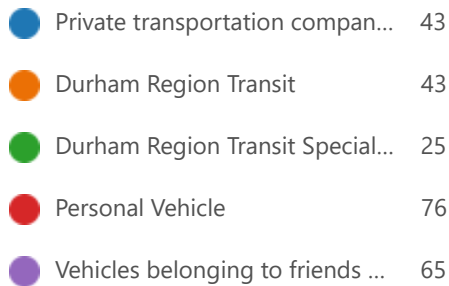 Private transportation compan... 43
Durham Region Transit 43
Durham Region Transit Special... 25
Personal Vehicle 76
Vehicles belonging to friends ... 65